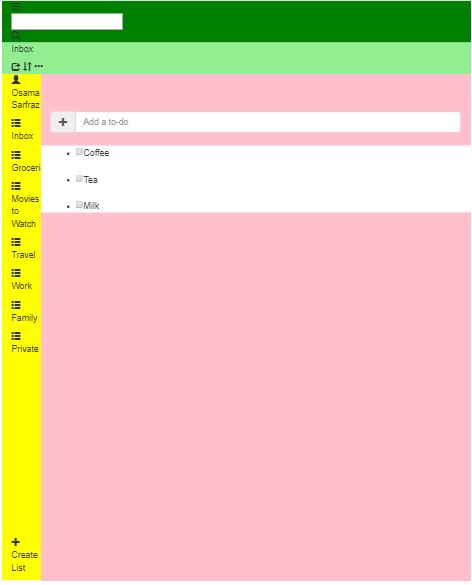 Inbox
Osama
Sarfraz
Inbox
Groceri
Movies
to
Watch
Travel
Work
Family
Private
Create
List
Add a to-do
Coffee
Tea
Milk